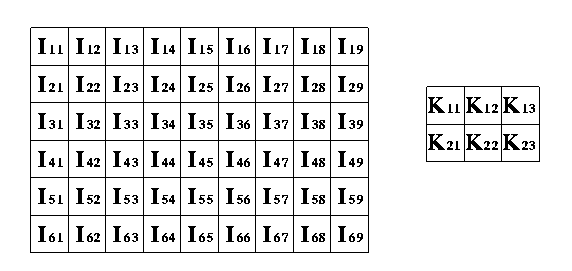 I11 I12 I13 I14 I15 I16 I17 I18 I19
I21 I22 I23 I24 I25 I26 I27 I28 I29
I31 I32 I33 I34 I35 I36 I37 I38 I39
I41 I42 I43 I44 I45 I46 I47 I48 I49
I51 I52 I53 I54 I55 I56 I57 I58 I59
I61 I62 I63 I64 I65 I66 I67 I68 I69
K11 K12 K13
K21 K22 K23